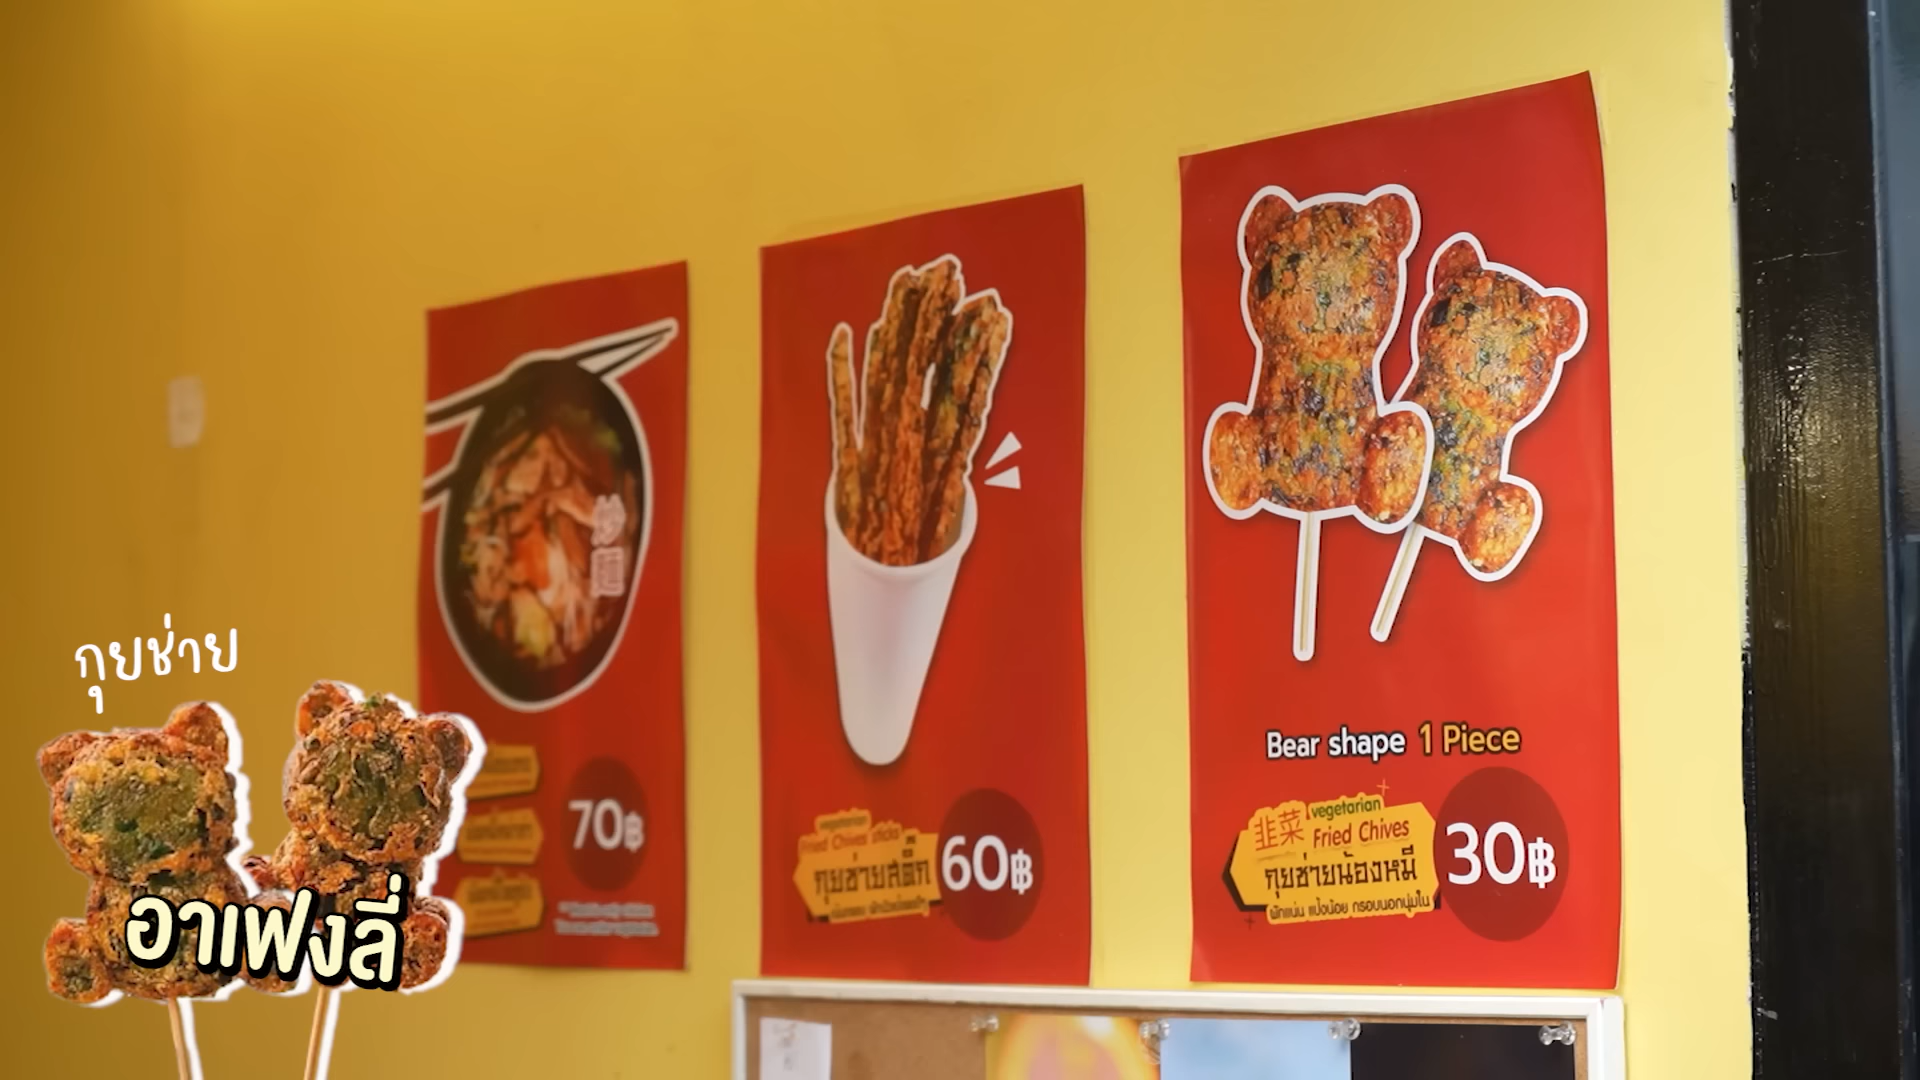 炒
麵
70฿
vegetarian
Fried Chives sticks
กุยช่ายสติ๊ก
60฿
Bear shape 1 Piece
韭菜 vegetarian
Fried Chives
กุยช่ายน้องหมี
ผักแน่น แป้งน้อย กรอบนอกนุ่มใน
30฿
กุยช่าย
อาเฟงลี่